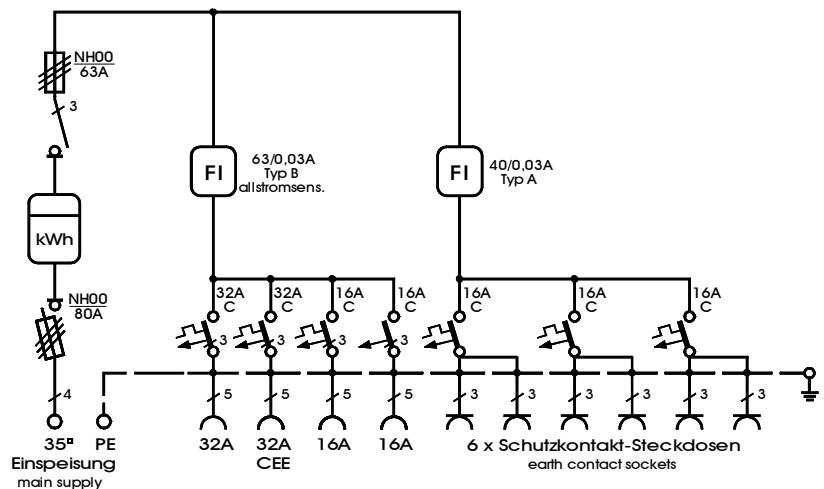 NH00
63A
3
FI
63/0,03A
Typ B
allstromsens.
FI
40/0,03A
Typ A
kWh
NH00
80A
32A
C
32A
C
16A
C
16A
C
16A
C
16A
C
16A
C
3
3
3
3
4
5
5
5
5
3
3
3
3
3
3
35¤
PE
32A
32A
16A
16A
CEE
6 x Schutzkontakt-Steckdosen
earth contact sockets
Einspeisung
main supply